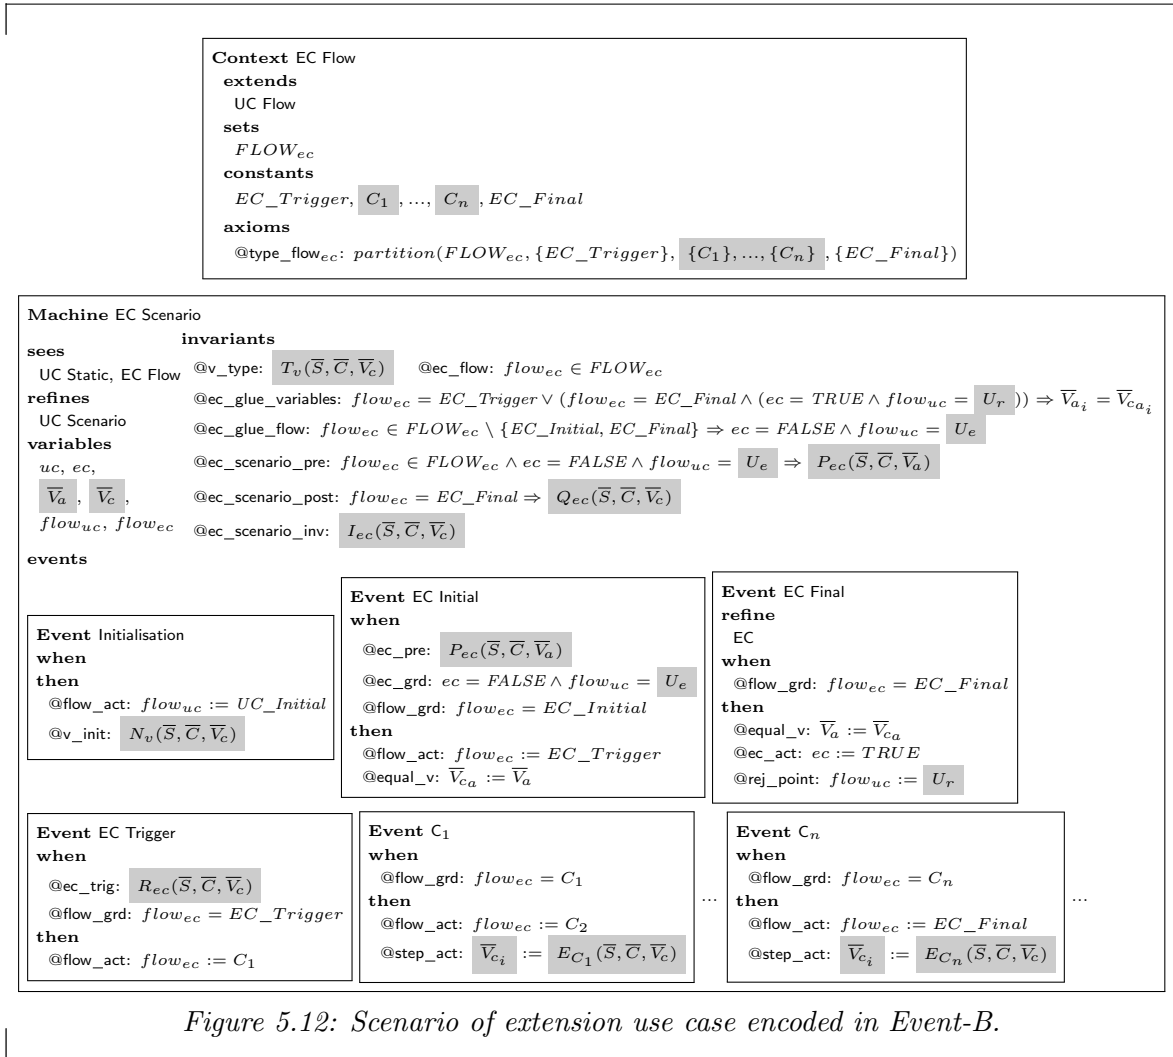 Context EC Flow
extends
UC Flow
sets
FLOW_ec
constants
EC_Trigger, C_1, ..., C_n, EC_Final
axioms
@type_flow_ec: partition(FLOW_ec, {EC_Trigger}, {C_1}, ..., {C_n}, {EC_Final})
Machine EC Scenario
sees
UC Static, EC Flow
refines
UC Scenario
variables
uc, ec,
V̅_a, V̅_c,
flow_uc, flow_ec
invariants
@v_type: T_v(S̅, C̅, V̅_c) @ec_flow: flow_ec ∈ FLOW_ec
@ec_glue_variables: flow_ec = EC_Trigger ∨ (flow_ec = EC_Final ∧ (ec = TRUE ∧ flow_uc = U_r)) ⇒ V̅_a_i = V̅_c_a_i
@ec_glue_flow: flow_ec ∈ FLOW_ec \ {EC_Initial, EC_Final} ⇒ ec = FALSE ∧ flow_uc = U_e
@ec_scenario_pre: flow_ec ∈ FLOW_ec ∧ ec = FALSE ∧ flow_uc = U_e ⇒ P_ec(S̅, C̅, V̅_a)
@ec_scenario_post: flow_ec = EC_Final ⇒ Q_ec(S̅, C̅, V̅_c)
@ec_scenario_inv: I_ec(S̅, C̅, V̅_c)
events
Event Initialisation
when
then
@flow_act: flow_uc := UC_Initial
@v_init: N_v(S̅, C̅, V̅_c)
Event EC Initial
when
@ec_pre: P_ec(S̅, C̅, V̅_a)
@ec_grd: ec = FALSE ∧ flow_uc = U_e
@flow_grd: flow_ec = EC_Initial
then
@flow_act: flow_ec := EC_Trigger
@equal_v: V̅_c_a := V̅_a
Event EC Final
refine
EC
when
@flow_grd: flow_ec = EC_Final
then
@equal_v: V̅_a := V̅_c_a
@ec_act: ec := TRUE
@rej_point: flow_uc := U_r
Event EC Trigger
when
@ec_trig: R_ec(S̅, C̅, V̅_c)
@flow_grd: flow_ec = EC_Trigger
then
@flow_act: flow_ec := C_1
Event C_1
when
@flow_grd: flow_ec = C_1
then
@flow_act: flow_ec := C_2
@step_act: V̅_c_i := E_C_1(S̅, C̅, V̅_c)
...
Event C_n
when
@flow_grd: flow_ec = C_n
then
@flow_act: flow_ec := EC_Final
@step_act: V̅_c_i := E_C_n(S̅, C̅, V̅_c)
...
Figure 5.12: Scenario of extension use case encoded in Event-B.